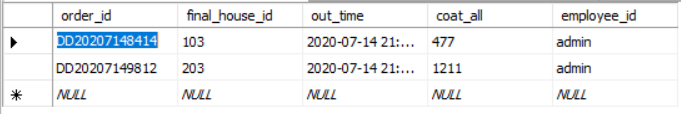 order_id final_house_id out_time coat_all employee_id
DD20207148414 103 2020-07-14 21:... 477 admin
DD20207149812 203 2020-07-14 21:... 1211 admin
NULL NULL NULL NULL NULL